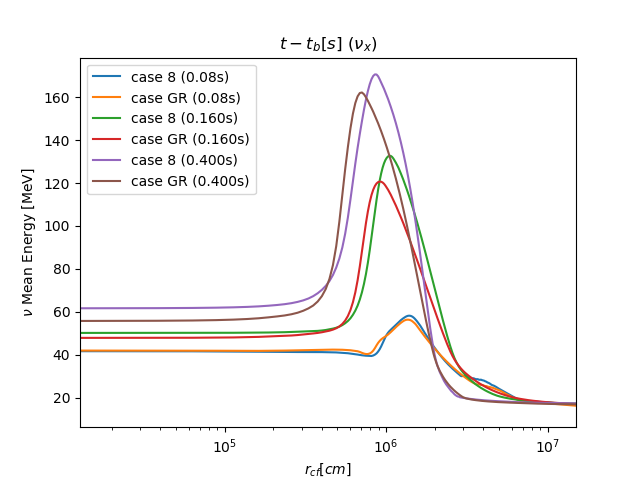 t − t_b[s] (ν_x)
case 8 (0.08s)
case GR (0.08s)
case 8 (0.160s)
case GR (0.160s)
case 8 (0.400s)
case GR (0.400s)
ν Mean Energy [MeV]
160
140
120
100
80
60
40
20
10^5 10^6 10^7
r_cf[cm]